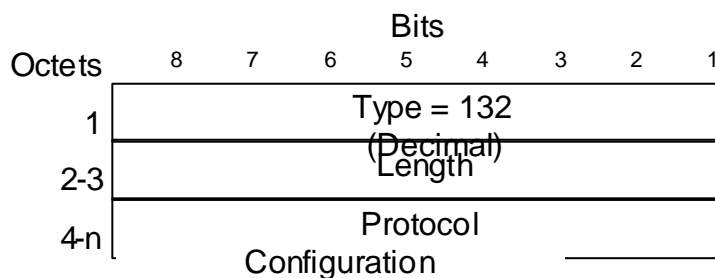 Bits
Octets 8 7 6 5 4 3 2 1
1 Type = 132
(Decimal)
2-3 Length
4-n Protocol
Configuration